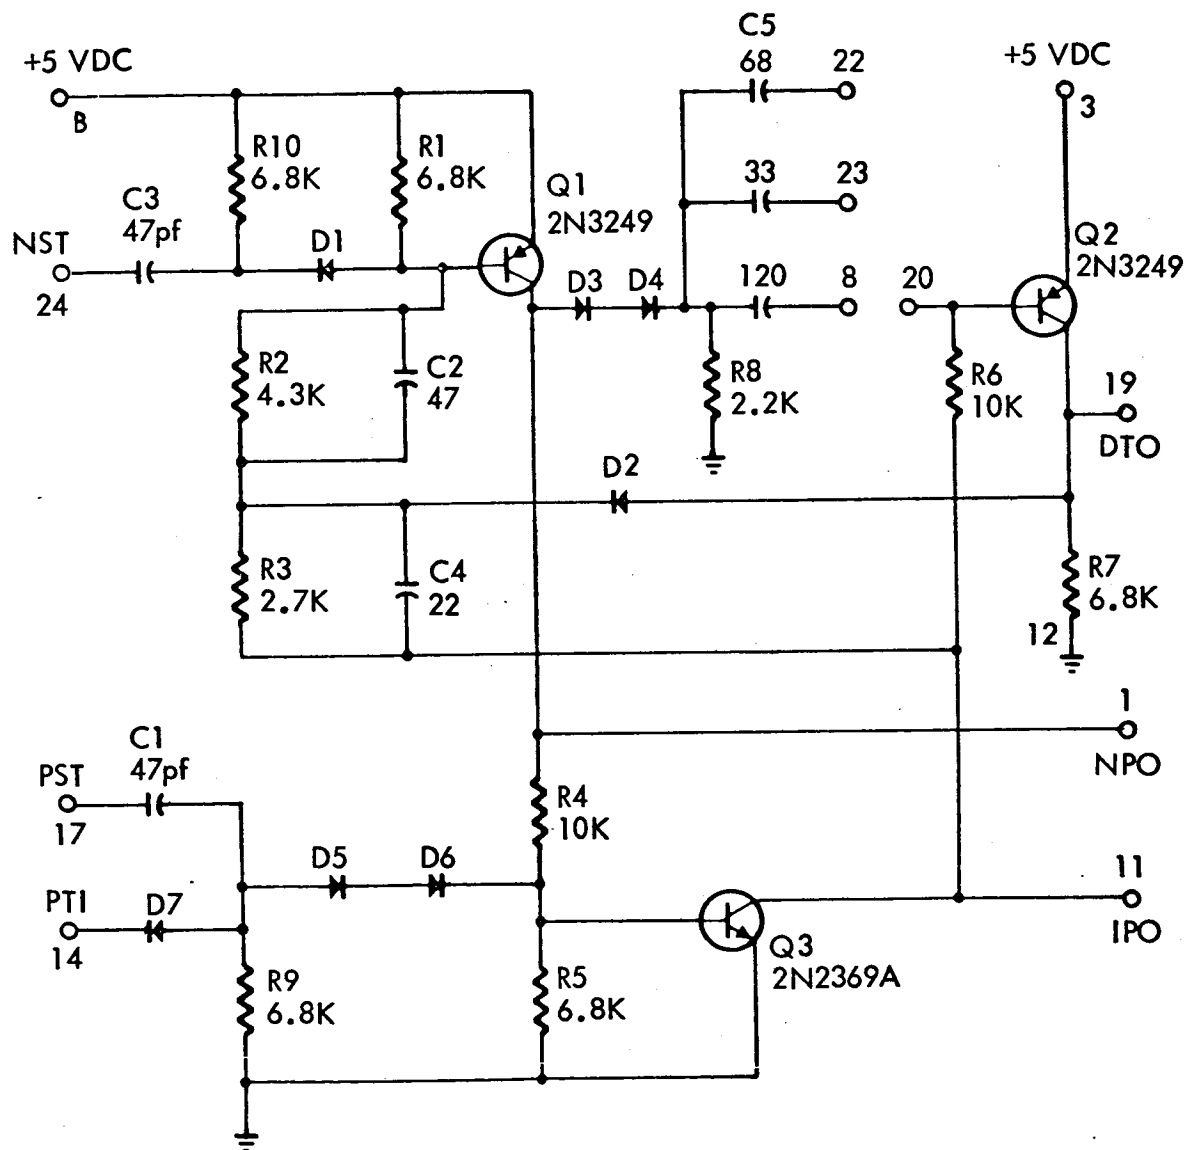 C5
+5 VDC
68
22
+5 VDC
B
3
R10
6.8K
R1
6.8K
33
23
C3
47pf
Q1
2N3249
NST
D1
Q2
2N3249
24
D3
D4
120
8
20
R2
4.3K
C2
47
R8
2.2K
R6
10K
19
DTO
D2
R3
2.7K
C4
22
R7
6.8K
12
1
NPO
C1
47pf
PST
17
R4
10K
D5
D6
11
IPO
PT1
D7
14
Q3
2N2369A
R9
6.8K
R5
6.8K